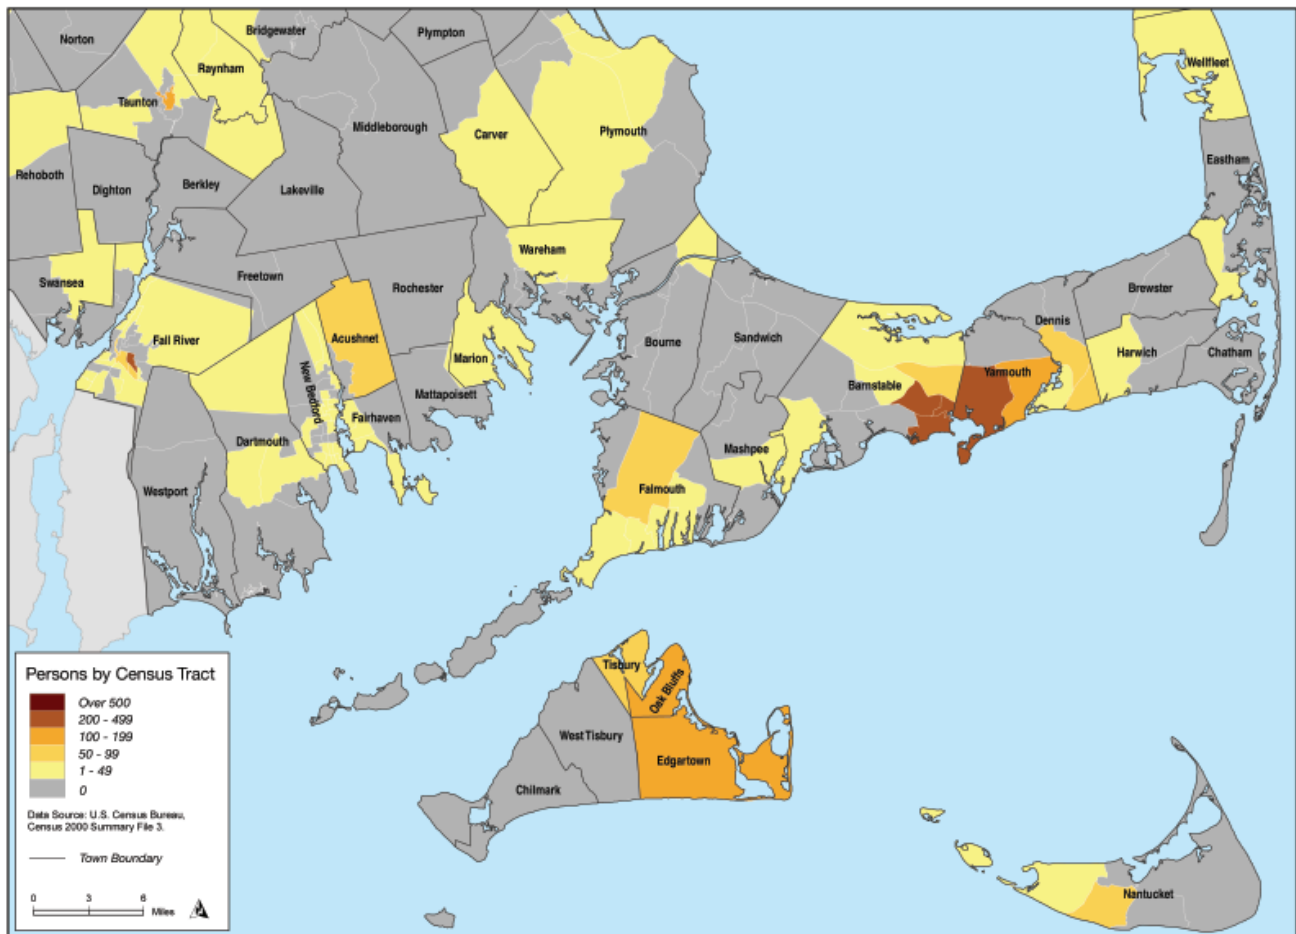 Norton
Bridgewater
Plympton
Raynham
Wellfleet
Taunton
Middleborough
Carver
Plymouth
Eastham
Rehoboth
Dighton
Berkley
Lakeville
Wareham
Swansea
Freetown
Rochester
Brewster
Fall River
Acushnet
Bourne
Sandwich
Dennis
Harwich
Chatham
New Bedford
Marion
Yarmouth
Barnstable
Mattapoisett
Fairhaven
Dartmouth
Mashpee
Westport
Falmouth
Tisbury
Oak Bluffs
West Tisbury
Edgartown
Chilmark
Nantucket
Persons by Census Tract
Over 500
200 - 499
100 - 199
50 - 99
1 - 49
0
Data Source: U.S. Census Bureau,
Census 2000 Summary File 3.
Town Boundary
0 3 6
Miles